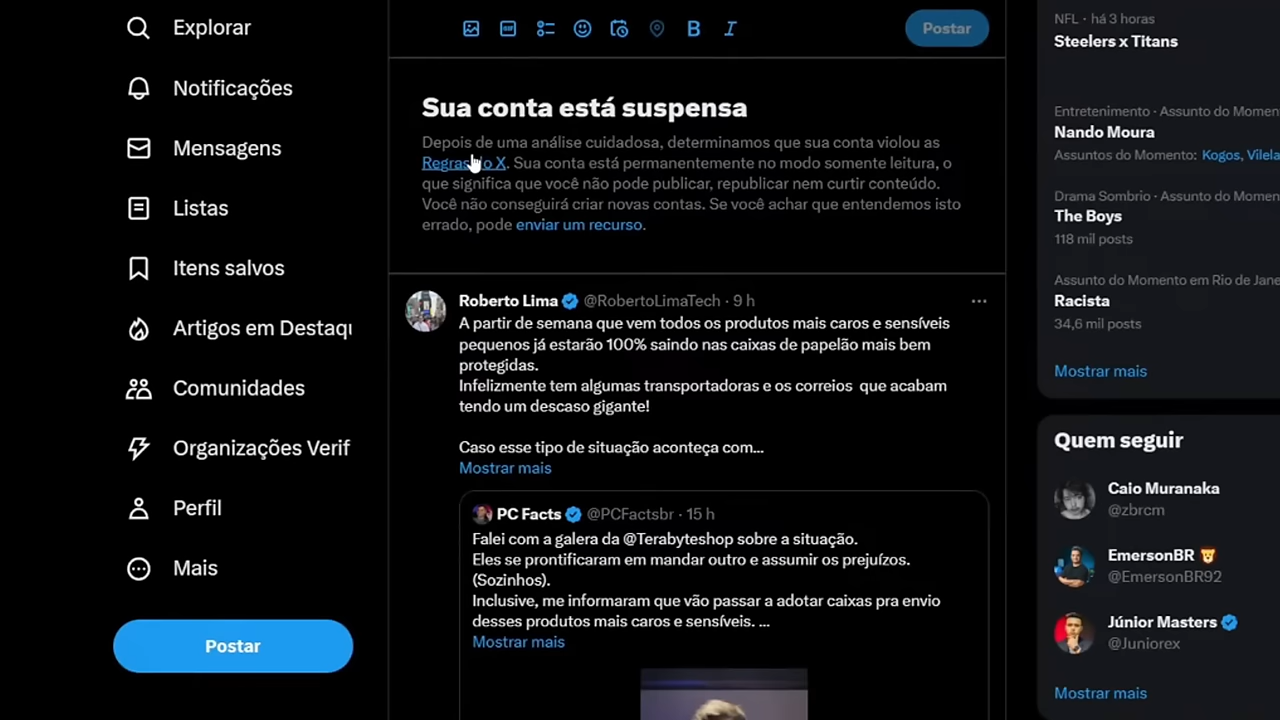 Explorar
Notificações
Mensagens
Listas
Itens salvos
Artigos em Destaqu
Comunidades
Organizações Verif
Perfil
Mais
Postar
GIF
B I
Postar
Sua conta está suspensa
Depois de uma análise cuidadosa, determinamos que sua conta violou as
Regras do X. Sua conta está permanentemente no modo somente leitura, o
que significa que você não pode publicar, republicar nem curtir conteúdo.
Você não conseguirá criar novas contas. Se você achar que entendemos isto
errado, pode enviar um recurso.
Roberto Lima @RobertoLimaTech · 9 h
A partir de semana que vem todos os produtos mais caros e sensíveis
pequenos já estarão 100% saindo nas caixas de papelão mais bem
protegidas.
Infelizmente tem algumas transportadoras e os correios que acabam
tendo um descaso gigante!
Caso esse tipo de situação aconteça com...
Mostrar mais
PC Facts @PCFactsbr · 15 h
Falei com a galera da @Terabyteshop sobre a situação.
Eles se prontificaram em mandar outro e assumir os prejuízos.
(Sozinhos).
Inclusive, me informaram que vão passar a adotar caixas pra envio
desses produtos mais caros e sensíveis. ...
Mostrar mais
NFL · há 3 horas
Steelers x Titans
Entretenimento · Assunto do Momen
Nando Moura
Assuntos do Momento: Kogos, Vilela
Drama Sombrio · Assunto do Momen
The Boys
118 mil posts
Assunto do Momento em Rio de Jane
Racista
34,6 mil posts
Mostrar mais
Quem seguir
Caio Muranaka
@zbrcm
EmersonBR
@EmersonBR92
Júnior Masters
@Juniorex
Mostrar mais